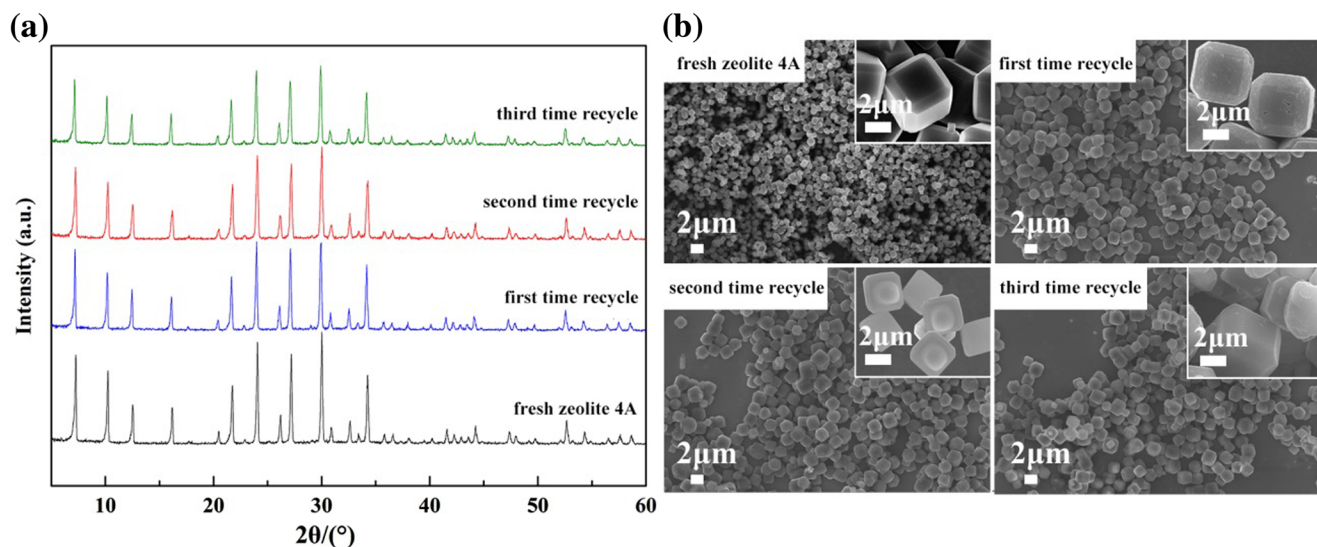 (a)
Intensity (a.u.)
third time recycle
second time recycle
first time recycle
fresh zeolite 4A
10
20
30
40
50
60
2θ/(°)
(b)
fresh zeolite 4A
2μm
2μm
first time recycle
2μm
2μm
second time recycle
2μm
2μm
third time recycle
2μm
2μm